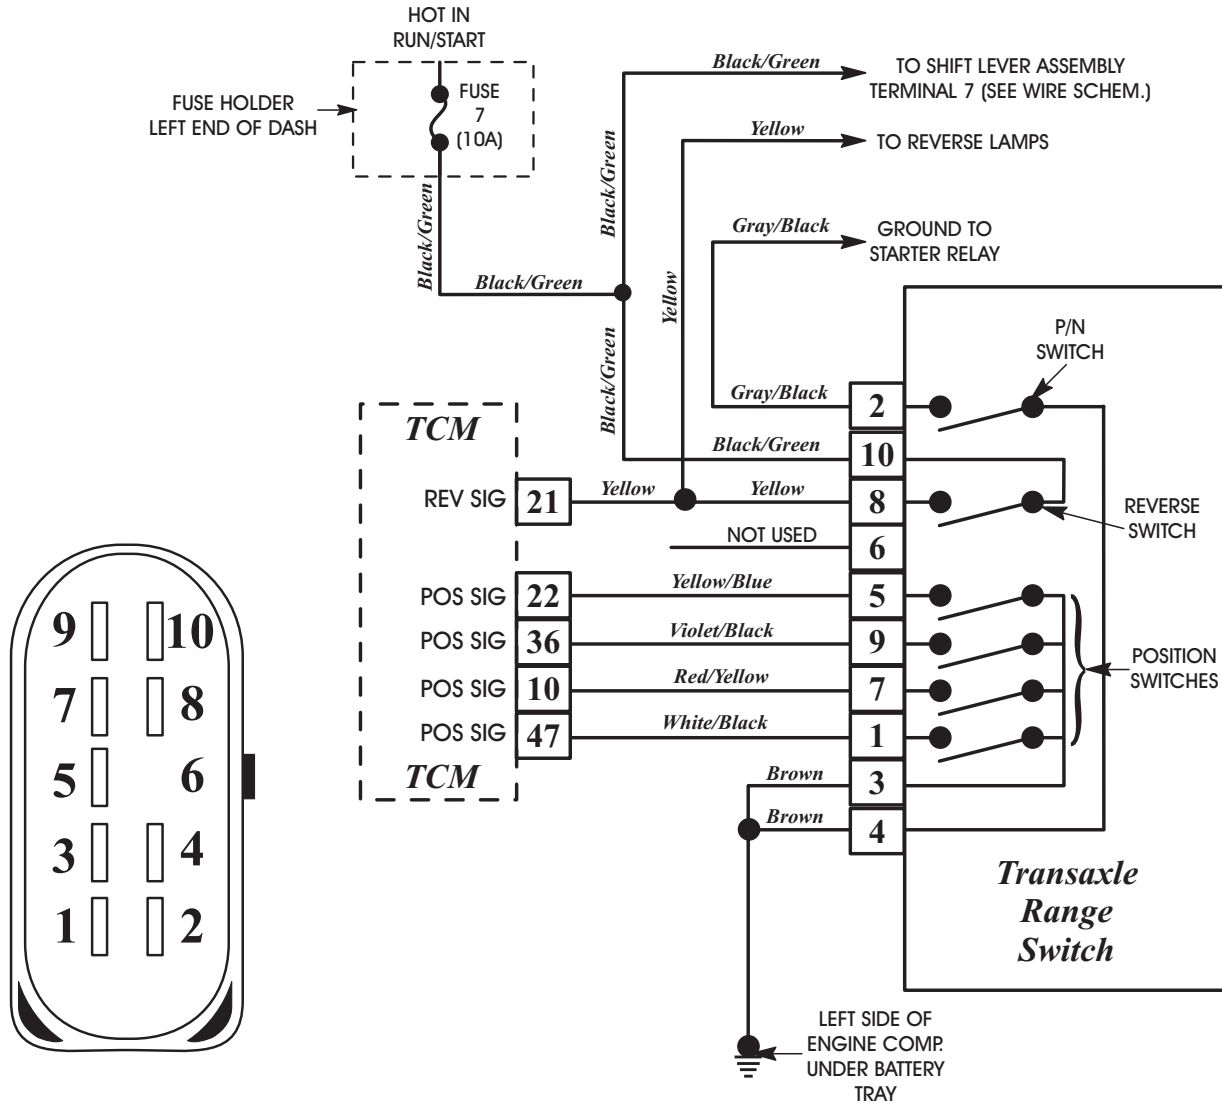 HOT IN
RUN/START
FUSE HOLDER
LEFT END OF DASH
FUSE
7
(10A)
Black/Green
TO SHIFT LEVER ASSEMBLY
TERMINAL 7 (SEE WIRE SCHEM.)
Yellow
TO REVERSE LAMPS
Black/Green
Black/Green
Black/Green
Gray/Black
GROUND TO
STARTER RELAY
Yellow
Black/Green
P/N
SWITCH
Gray/Black
2
Black/Green
10
TCM
REV SIG
21
Yellow
Yellow
8
REVERSE
SWITCH
NOT USED
6
POS SIG
22
Yellow/Blue
5
POS SIG
36
Violet/Black
9
POS SIG
10
Red/Yellow
7
POS SIG
47
White/Black
1
POSITION
SWITCHES
TCM
Brown
3
Brown
4
Transaxle
Range
Switch
9
10
7
8
5
6
3
4
1
2
LEFT SIDE OF
ENGINE COMP.
UNDER BATTERY
TRAY